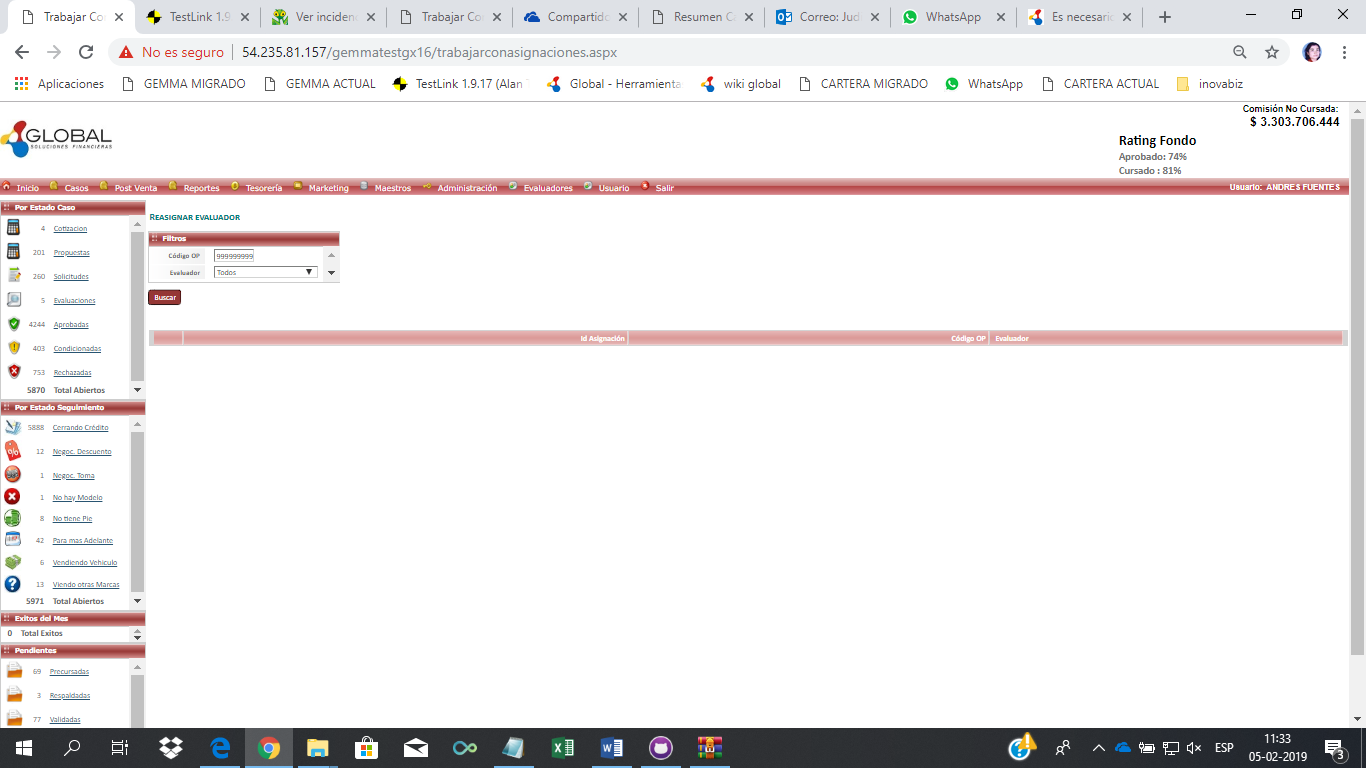 Trabajar Co
TestLink 1.9
Ver inciden
Trabajar Co
Compartido
Resumen C
Correo: Jud
WhatsApp
Es necesari
No es seguro
54.235.81.157/gemmatestgx16/trabajarconasignaciones.aspx
Aplicaciones
GEMMA MIGRADO
GEMMA ACTUAL
TestLink 1.9.17 (Alan
Global - Herramienta
wiki global
CARTERA MIGRADO
WhatsApp
CARTERA ACTUAL
inovabiz
Comisión No Cursada:
$ 3.303.706.444
GLOBAL
SOLUCIONES FINANCIERAS
Rating Fondo
Aprobado: 74%
Cursado : 81%
Inicio
Casos
Post Venta
Reportes
Tesorería
Marketing
Maestros
Administración
Evaluadores
Usuario
Salir
Usuario: ANDRES FUENTES
Por Estado Caso
4 Cotizacion
201 Propuestas
260 Solicitudes
5 Evaluaciones
4244 Aprobadas
403 Condicionadas
753 Rechazadas
5870 Total Abiertos
Por Estado Seguimiento
5888 Cerrando Crédito
12 Negoc. Descuento
1 Negoc. Toma
1 No hay Modelo
8 No tiene Pie
42 Para mas Adelante
6 Vendiendo Vehiculo
13 Viendo otras Marcas
5971 Total Abiertos
Exitos del Mes
0 Total Exitos
Pendientes
69 Precursadas
3 Respaldadas
77 Validadas
REASIGNAR EVALUADOR
Filtros
Código OP 999999999
Evaluador Todos
Buscar
Id Asignación
Código OP
Evaluador
ESP
11:33
05-02-2019
3